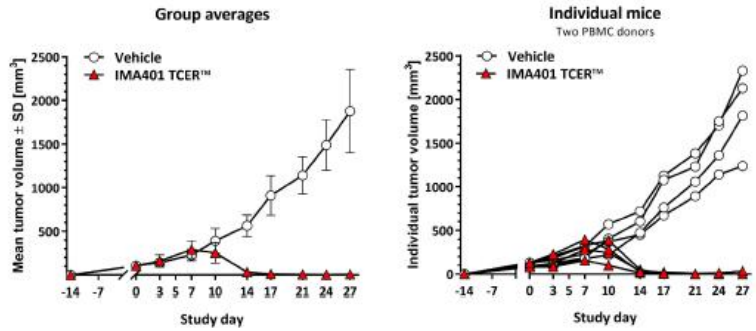 Group averages
Vehicle
IMA401 TCER™
Mean tumor volume ± SD [mm³]
2500
2000
1500
1000
500
0
-14 -7 0 3 5 7 10 14 17 21 24 27
Study day
Individual mice
Two PBMC donors
Vehicle
IMA401 TCER™
Individual tumor volume [mm³]
2500
2000
1500
1000
500
0
-14 -7 0 3 5 7 10 14 17 21 24 27
Study day